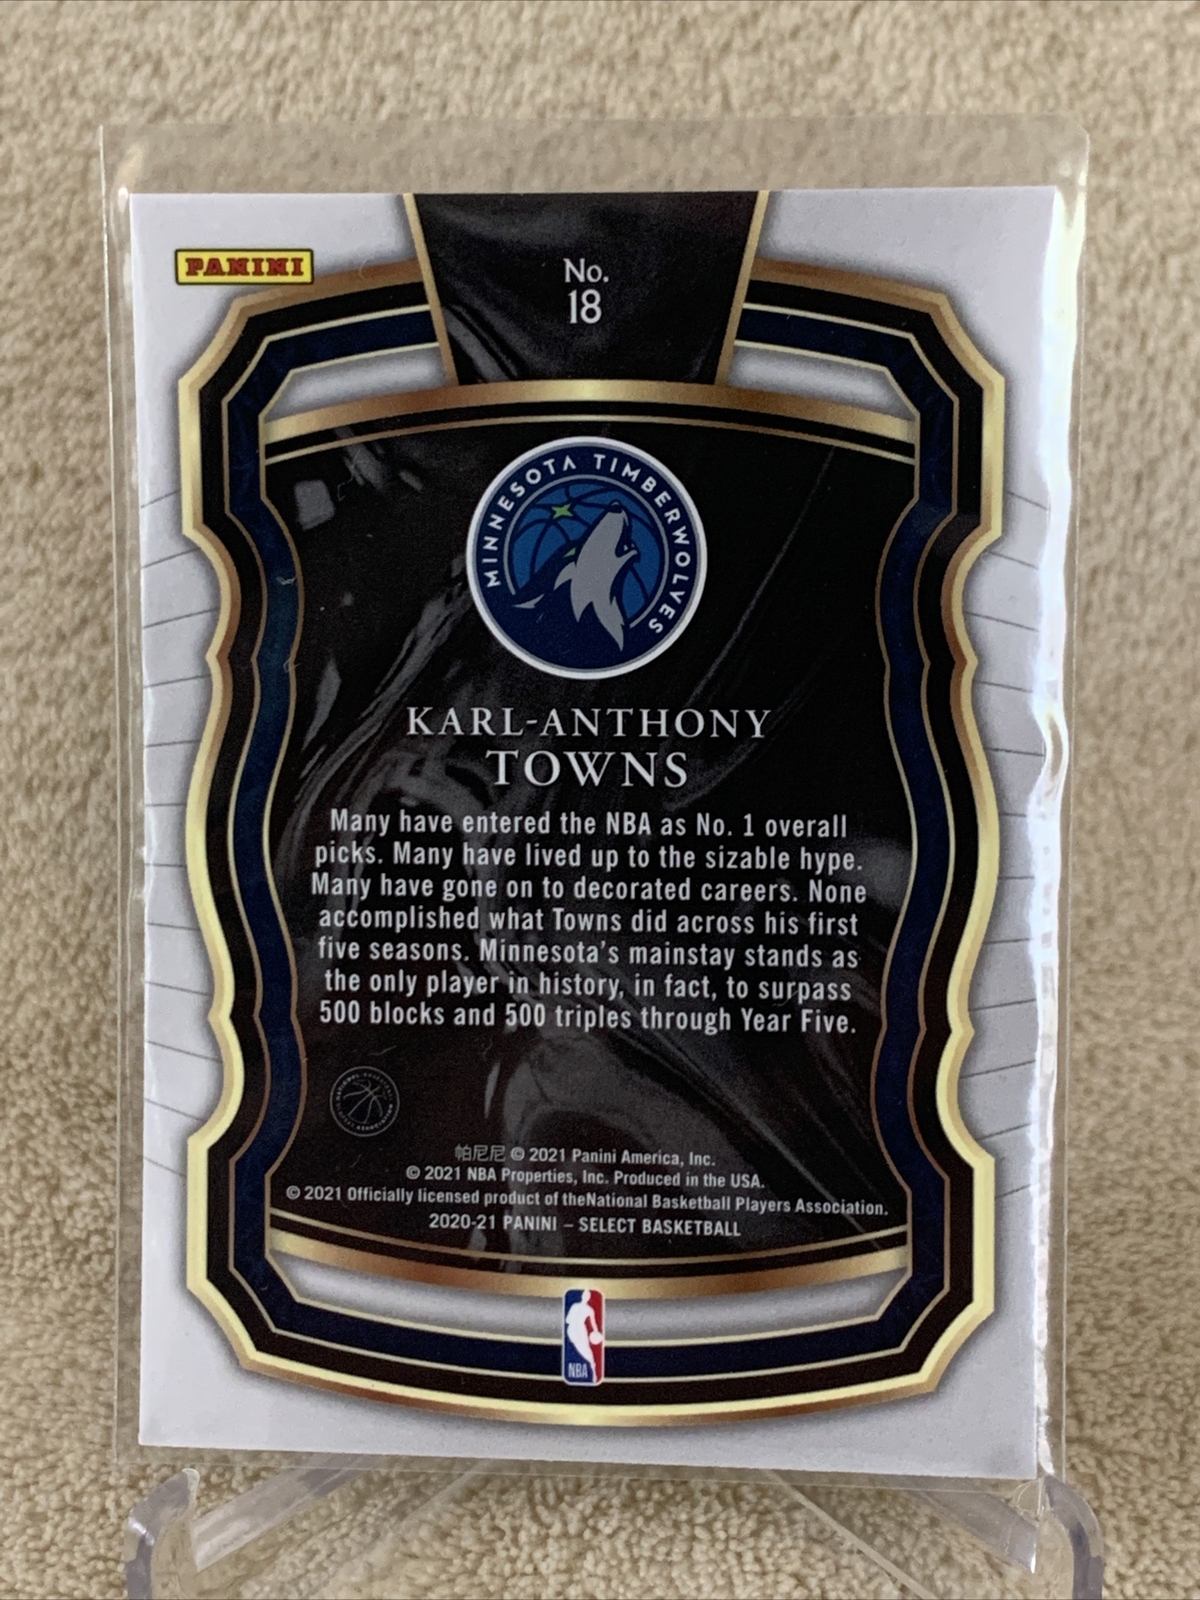 PANINI
No.
18
MINNESOTA TIMBERWOLVES
KARL-ANTHONY
TOWNS
Many have entered the NBA as No. 1 overall
picks. Many have lived up to the sizable hype.
Many have gone on to decorated careers. None
accomplished what Towns did across his first
five seasons. Minnesota's mainstay stands as
the only player in history, in fact, to surpass
500 blocks and 500 triples through Year Five.
NATIONAL BASKETBALL PLAYERS ASSOCIATION
帕尼尼 © 2021 Panini America, Inc.
© 2021 NBA Properties, Inc. Produced in the USA.
© 2021 Officially licensed product of theNational Basketball Players Association.
2020-21 PANINI – SELECT BASKETBALL
NBA